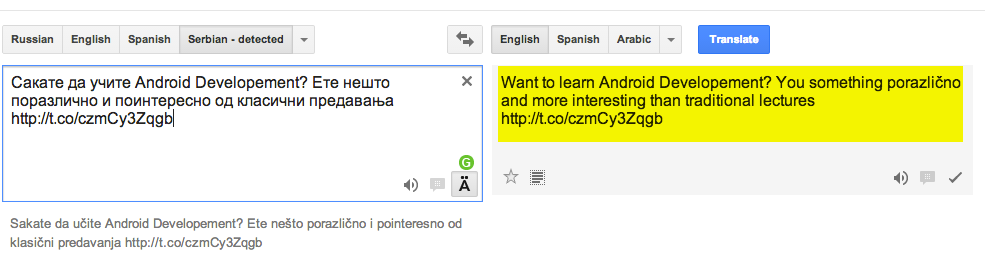 Russian English Spanish Serbian - detected English Spanish Arabic Translate
Сакате да учите Android Developement? Ете нешто
поразлично и поинтересно од класични предавања
http://t.co/czmCy3Zqgb
G
Ä
Want to learn Android Developement? You something porazlično
and more interesting than traditional lectures
http://t.co/czmCy3Zqgb
Sakate da učite Android Developement? Ete nešto porazlično i pointeresno od
klasični predavanja http://t.co/czmCy3Zqgb